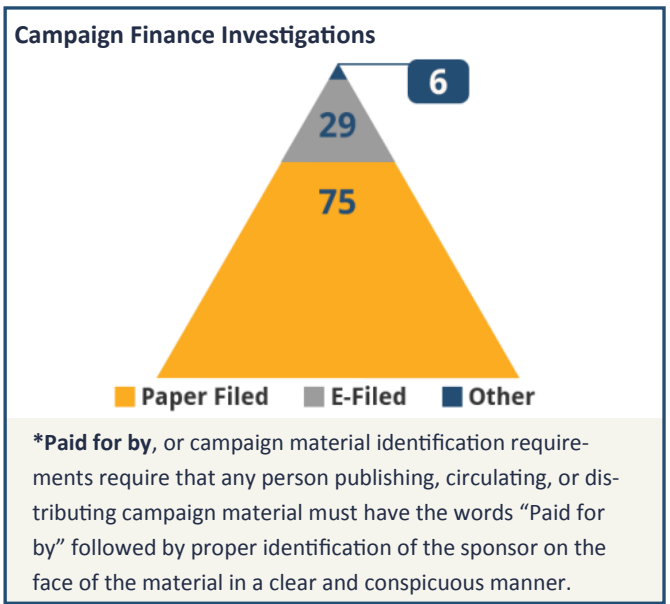 Campaign Finance Investigations
6
29
75
Paper Filed E-Filed Other
*Paid for by, or campaign material identification require-
ments require that any person publishing, circulating, or dis-
tributing campaign material must have the words “Paid for
by” followed by proper identification of the sponsor on the
face of the material in a clear and conspicuous manner.